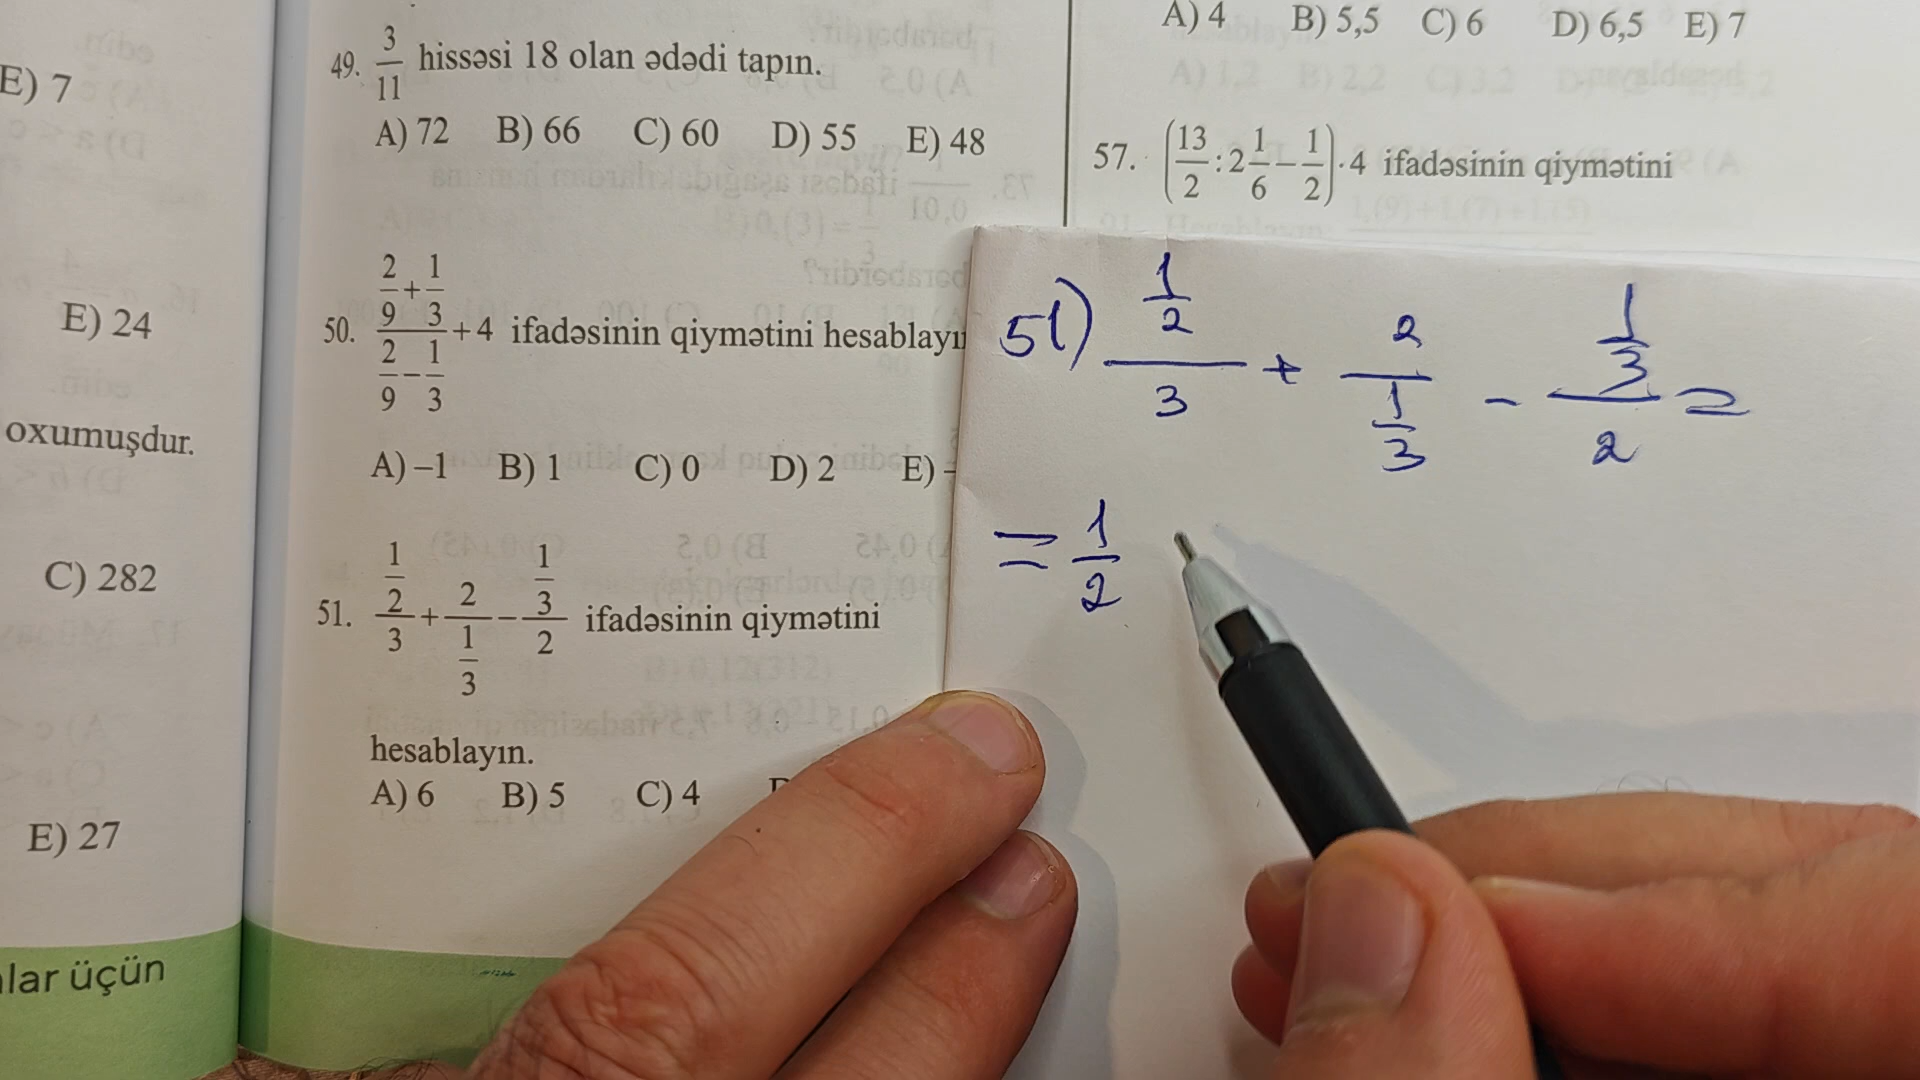 E) 7
E) 24
oxumuşdur.
C) 282
E) 27
lar üçün
49. 3/11 hissəsi 18 olan ədədi tapın.
A) 72 B) 66 C) 60 D) 55 E) 48
50. (2/9 + 1/3)/(2/9 − 1/3) + 4 ifadəsinin qiymətini hesablayı
A) −1 B) 1 C) 0 D) 2 E) -
51. (1/2)/3 + 2/(1/3) − (1/3)/2 ifadəsinin qiymətini
hesablayın.
A) 6 B) 5 C) 4
A) 4 B) 5,5 C) 6 D) 6,5 E) 7
57. (13/2 : 2 1/6 − 1/2) · 4 ifadəsinin qiymətini
51) (1/2)/3 + 2/(1/3) - (1/3)/2 =
= 1/2